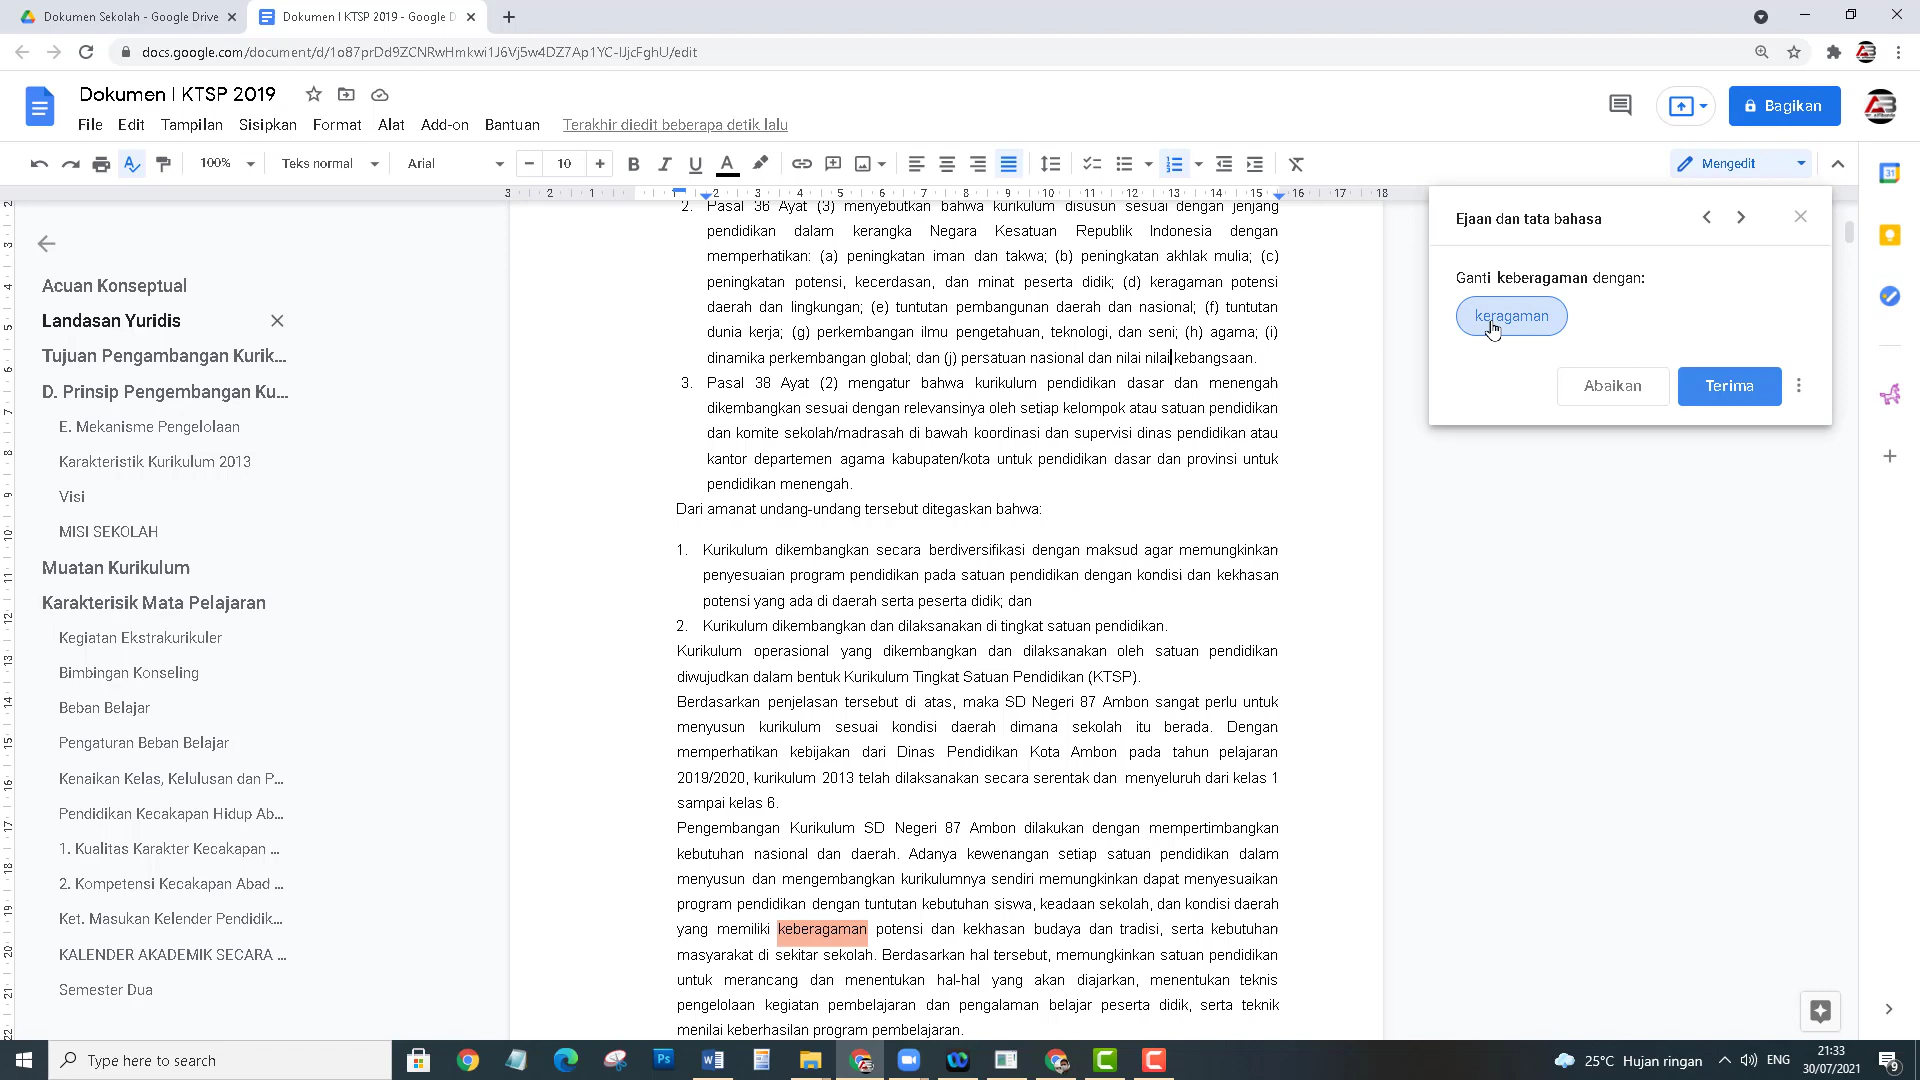 Dokumen Sekolah - Google Drive
Dokumen I KTSP 2019 - Google D
docs.google.com/document/d/1o87prDd9ZCNRwHmkwi1J6Vj5w4DZ7Ap1YC-IJjcFghU/edit
Dokumen I KTSP 2019
File Edit Tampilan Sisipkan Format Alat Add-on Bantuan Terakhir diedit beberapa detik lalu
Bagikan
100% Teks normal Arial 10 Mengedit
3 2 1 2 3 4 5 6 7 8 9 10 11 12 13 14 15 16 17 18
Acuan Konseptual
Landasan Yuridis
Tujuan Pengambangan Kurik...
D. Prinsip Pengembangan Ku...
E. Mekanisme Pengelolaan
Karakteristik Kurikulum 2013
Visi
MISI SEKOLAH
Muatan Kurikulum
Karakterisik Mata Pelajaran
Kegiatan Ekstrakurikuler
Bimbingan Konseling
Beban Belajar
Pengaturan Beban Belajar
Kenaikan Kelas, Kelulusan dan P...
Pendidikan Kecakapan Hidup Ab...
1. Kualitas Karakter Kecakapan ...
2. Kompetensi Kecakapan Abad ...
Ket. Masukan Kelender Pendidik...
KALENDER AKADEMIK SECARA ...
Semester Dua
2. Pasal 36 Ayat (3) menyebutkan bahwa kurikulum disusun sesuai dengan jenjang
pendidikan dalam kerangka Negara Kesatuan Republik Indonesia dengan
memperhatikan: (a) peningkatan iman dan takwa; (b) peningkatan akhlak mulia; (c)
peningkatan potensi, kecerdasan, dan minat peserta didik; (d) keragaman potensi
daerah dan lingkungan; (e) tuntutan pembangunan daerah dan nasional; (f) tuntutan
dunia kerja; (g) perkembangan ilmu pengetahuan, teknologi, dan seni; (h) agama; (i)
dinamika perkembangan global; dan (j) persatuan nasional dan nilai nilai kebangsaan.
3. Pasal 38 Ayat (2) mengatur bahwa kurikulum pendidikan dasar dan menengah
dikembangkan sesuai dengan relevansinya oleh setiap kelompok atau satuan pendidikan
dan komite sekolah/madrasah di bawah koordinasi dan supervisi dinas pendidikan atau
kantor departemen agama kabupaten/kota untuk pendidikan dasar dan provinsi untuk
pendidikan menengah.
Dari amanat undang-undang tersebut ditegaskan bahwa:
1. Kurikulum dikembangkan secara berdiversifikasi dengan maksud agar memungkinkan
penyesuaian program pendidikan pada satuan pendidikan dengan kondisi dan kekhasan
potensi yang ada di daerah serta peserta didik; dan
2. Kurikulum dikembangkan dan dilaksanakan di tingkat satuan pendidikan.
Kurikulum operasional yang dikembangkan dan dilaksanakan oleh satuan pendidikan
diwujudkan dalam bentuk Kurikulum Tingkat Satuan Pendidikan (KTSP).
Berdasarkan penjelasan tersebut di atas, maka SD Negeri 87 Ambon sangat perlu untuk
menyusun kurikulum sesuai kondisi daerah dimana sekolah itu berada. Dengan
memperhatikan kebijakan dari Dinas Pendidikan Kota Ambon pada tahun pelajaran
2019/2020, kurikulum 2013 telah dilaksanakan secara serentak dan menyeluruh dari kelas 1
sampai kelas 6.
Pengembangan Kurikulum SD Negeri 87 Ambon dilakukan dengan mempertimbangkan
kebutuhan nasional dan daerah. Adanya kewenangan setiap satuan pendidikan dalam
menyusun dan mengembangkan kurikulumnya sendiri memungkinkan dapat menyesuaikan
program pendidikan dengan tuntutan kebutuhan siswa, keadaan sekolah, dan kondisi daerah
yang memiliki keberagaman potensi dan kekhasan budaya dan tradisi, serta kebutuhan
masyarakat di sekitar sekolah. Berdasarkan hal tersebut, memungkinkan satuan pendidikan
untuk merancang dan menentukan hal-hal yang akan diajarkan, menentukan teknis
pengelolaan kegiatan pembelajaran dan pengalaman belajar peserta didik, serta teknik
menilai keberhasilan program pembelajaran.
Ejaan dan tata bahasa
Ganti keberagaman dengan:
keragaman
Abaikan Terima
Type here to search
25°C Hujan ringan ENG 21:33
30/07/2021